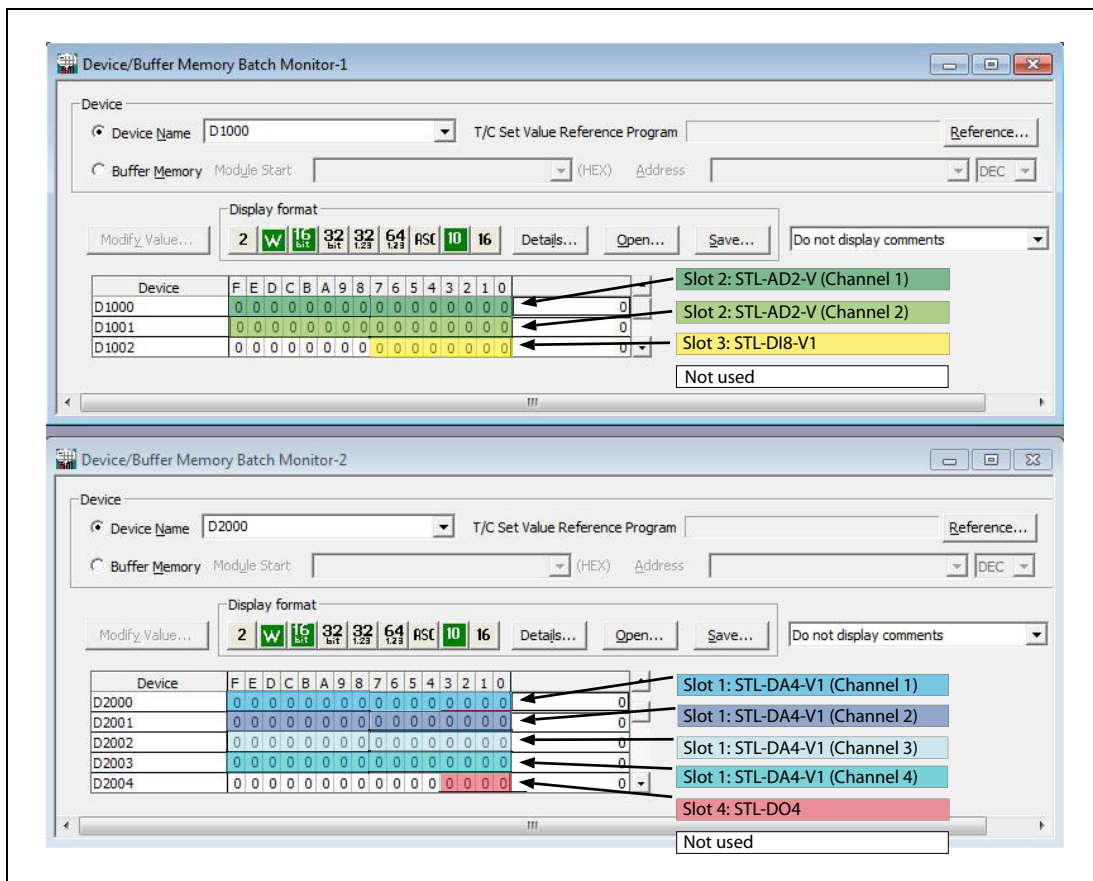 Device/Buffer Memory Batch Monitor-1
Device
Device Name D1000 T/C Set Value Reference Program Reference...
Buffer Memory Module Start (HEX) Address DEC
Display format
Modify Value... 2 W 16 bit 32 bit 32 1.23 64 1.23 ASC 10 16 Details... Open... Save... Do not display comments
Device F E D C B A 9 8 7 6 5 4 3 2 1 0 Slot 2: STL-AD2-V (Channel 1)
D1000 0 0 0 0 0 0 0 0 0 0 0 0 0 0 0 0 0
D1001 0 0 0 0 0 0 0 0 0 0 0 0 0 0 0 0 0 Slot 2: STL-AD2-V (Channel 2)
D1002 0 0 0 0 0 0 0 0 0 0 0 0 0 0 0 0 0 Slot 3: STL-DI8-V1
Not used
Device/Buffer Memory Batch Monitor-2
Device
Device Name D2000 T/C Set Value Reference Program Reference...
Buffer Memory Module Start (HEX) Address DEC
Display format
Modify Value... 2 W 16 bit 32 bit 32 1.23 64 1.23 ASC 10 16 Details... Open... Save... Do not display comments
Device F E D C B A 9 8 7 6 5 4 3 2 1 0 Slot 1: STL-DA4-V1 (Channel 1)
D2000 0 0 0 0 0 0 0 0 0 0 0 0 0 0 0 0 0
D2001 0 0 0 0 0 0 0 0 0 0 0 0 0 0 0 0 0 Slot 1: STL-DA4-V1 (Channel 2)
D2002 0 0 0 0 0 0 0 0 0 0 0 0 0 0 0 0 0 Slot 1: STL-DA4-V1 (Channel 3)
D2003 0 0 0 0 0 0 0 0 0 0 0 0 0 0 0 0 0 Slot 1: STL-DA4-V1 (Channel 4)
D2004 0 0 0 0 0 0 0 0 0 0 0 0 0 0 0 0 0
Slot 4: STL-DO4
Not used